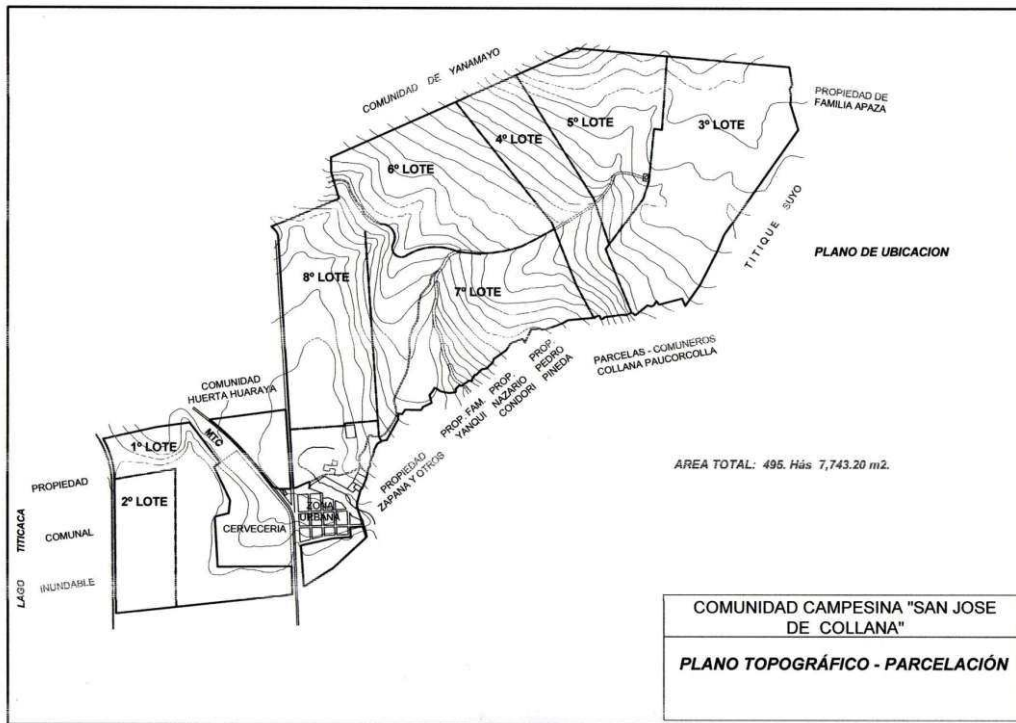 COMUNIDAD DE YANAMAYO
PROPIEDAD DE
FAMILIA APAZA
5º LOTE
3º LOTE
4º LOTE
6º LOTE
TITIQUE SUYO
PLANO DE UBICACION
8º LOTE
7º LOTE
PARCELAS - COMUNEROS
COLLANA PAUCORCOLLA
PROP. FAM. PROP. PROP.
YANQUI NAZARIO PEDRO
CONDORI PINEDA
COMUNIDAD
HUERTA HUARAYA
MTC
1º LOTE
PROPIEDAD
ZAPANA Y OTROS
AREA TOTAL: 495. Hás 7,743.20 m2.
PROPIEDAD
2º LOTE
ZONA
URBANA
CERVECERIA
COMUNAL
LAGO TITICACA
INUNDABLE
COMUNIDAD CAMPESINA "SAN JOSE
DE COLLANA"
PLANO TOPOGRÁFICO - PARCELACIÓN